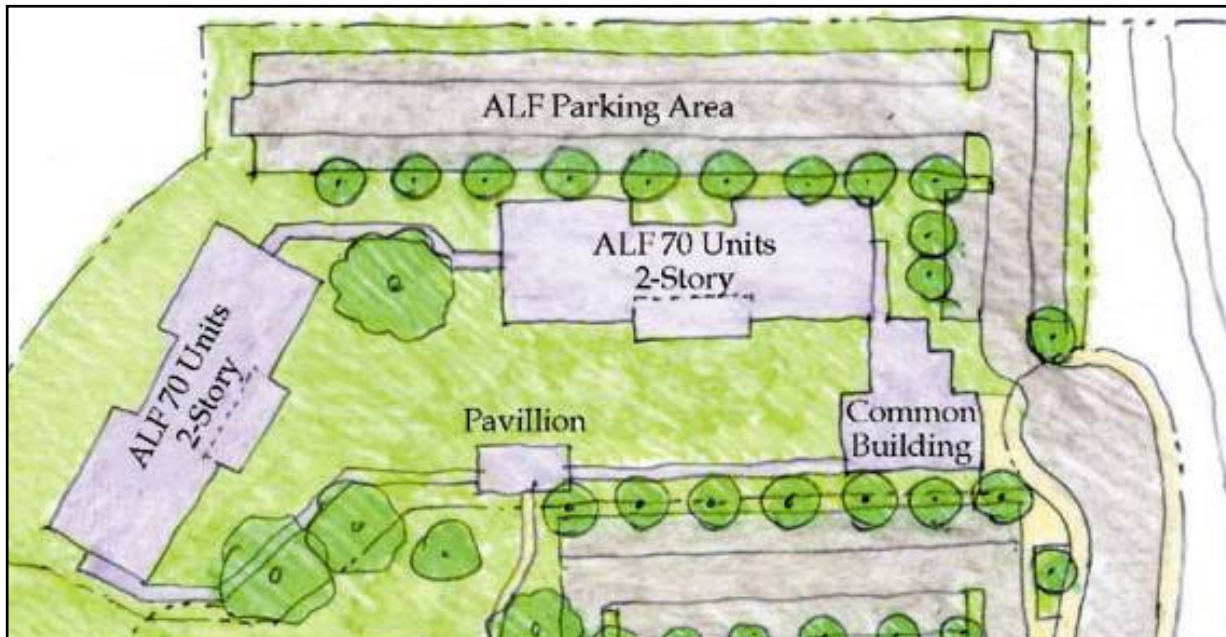 ALF Parking Area
ALF 70 Units
2-Story
ALF 70 Units
2-Story
Pavillion
Common
Building